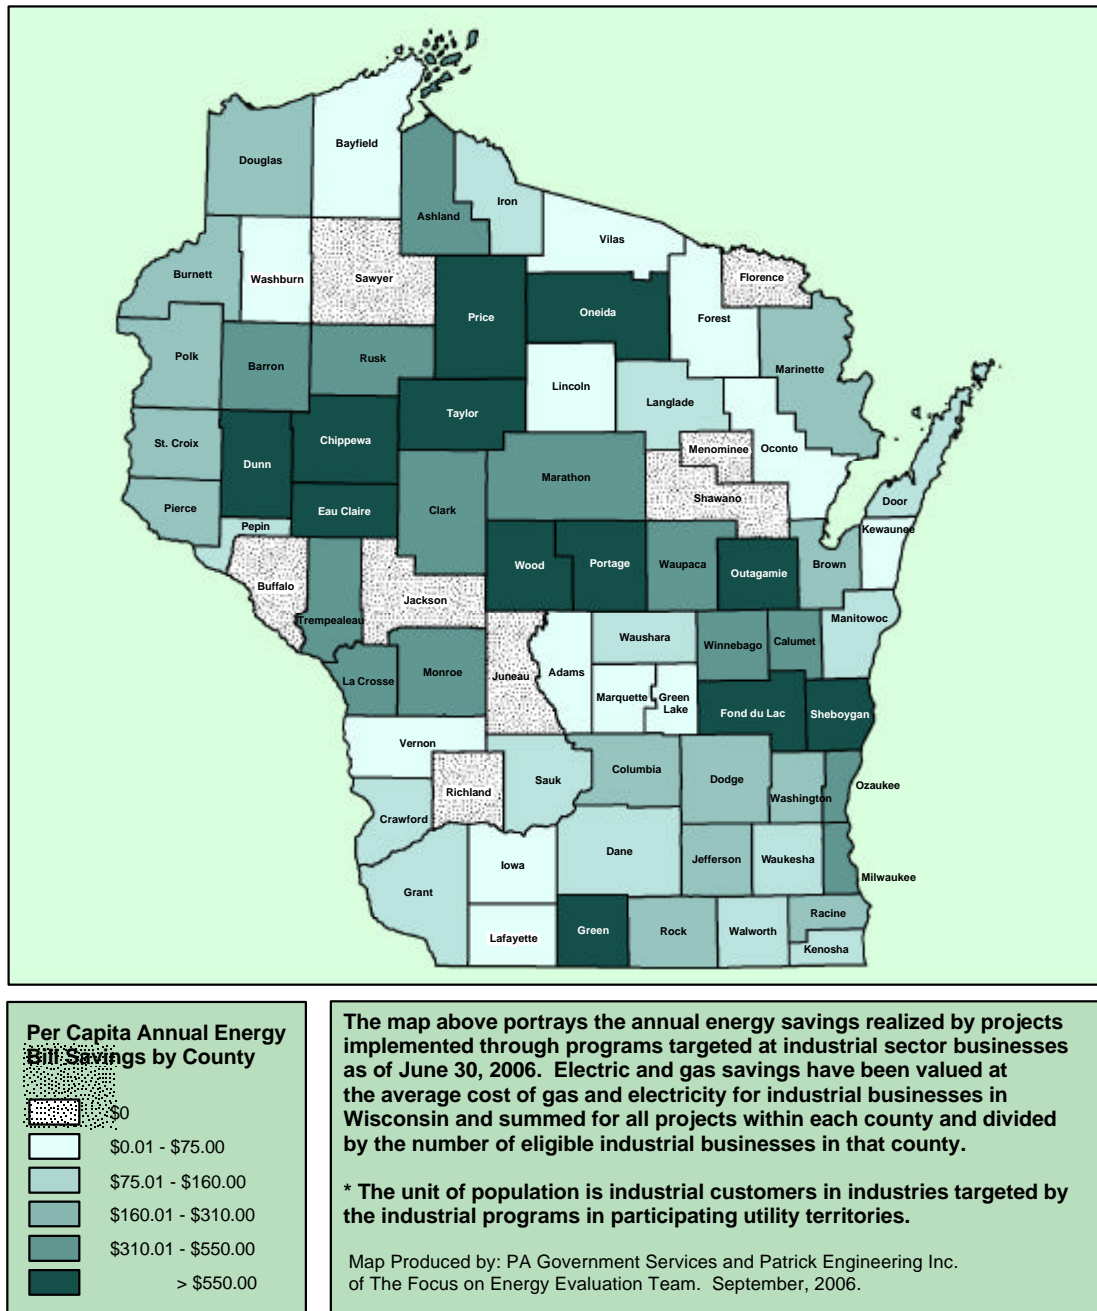 Bayfield
Douglas
Iron
Ashland
Vilas
Burnett
Washburn
Sawyer
Florence
Price
Oneida
Forest
Polk
Barron
Rusk
Marinette
Lincoln
Langlade
Taylor
St. Croix
Chippewa
Menominee
Oconto
Dunn
Marathon
Shawano
Door
Pierce
Eau Claire
Clark
Pepin
Kewaunee
Wood
Portage
Waupaca
Outagamie
Brown
Buffalo
Jackson
Trempealeau
Manitowoc
Waushara
Winnebago
Calumet
La Crosse
Monroe
Juneau
Adams
Marquette
Green
Lake
Fond du Lac
Sheboygan
Vernon
Columbia
Dodge
Sauk
Ozaukee
Richland
Washington
Crawford
Dane
Jefferson
Waukesha
Iowa
Milwaukee
Grant
Racine
Lafayette
Green
Rock
Walworth
Kenosha
Per Capita Annual Energy
Bill Savings by County
$0
$0.01 - $75.00
$75.01 - $160.00
$160.01 - $310.00
$310.01 - $550.00
> $550.00
The map above portrays the annual energy savings realized by projects
implemented through programs targeted at industrial sector businesses
as of June 30, 2006.  Electric and gas savings have been valued at
the average cost of gas and electricity for industrial businesses in
Wisconsin and summed for all projects within each county and divided
by the number of eligible industrial businesses in that county.
* The unit of population is industrial customers in industries targeted by
the industrial programs in participating utility territories.
Map Produced by: PA Government Services and Patrick Engineering Inc.
of The Focus on Energy Evaluation Team.  September, 2006.